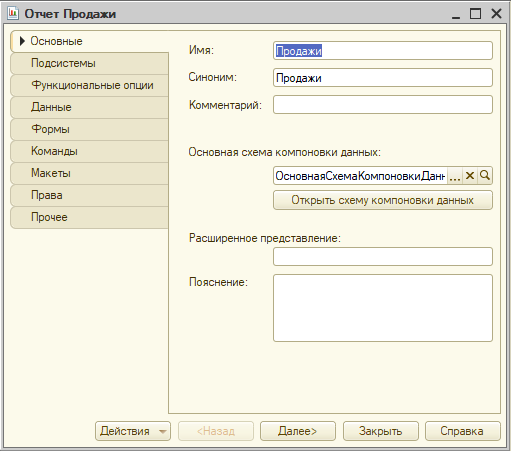 Отчет Продажи
Основные
Подсистемы
Функциональные опции
Данные
Формы
Команды
Макеты
Права
Прочее
Имя: Продажи
Синоним: Продажи
Комментарий:
Основная схема компоновки данных:
ОсновнаяСхемаКомпоновкиДанн ...
Открыть схему компоновки данных
Расширенное представление:
Пояснение:
Действия <Назад Далее> Закрыть Справка